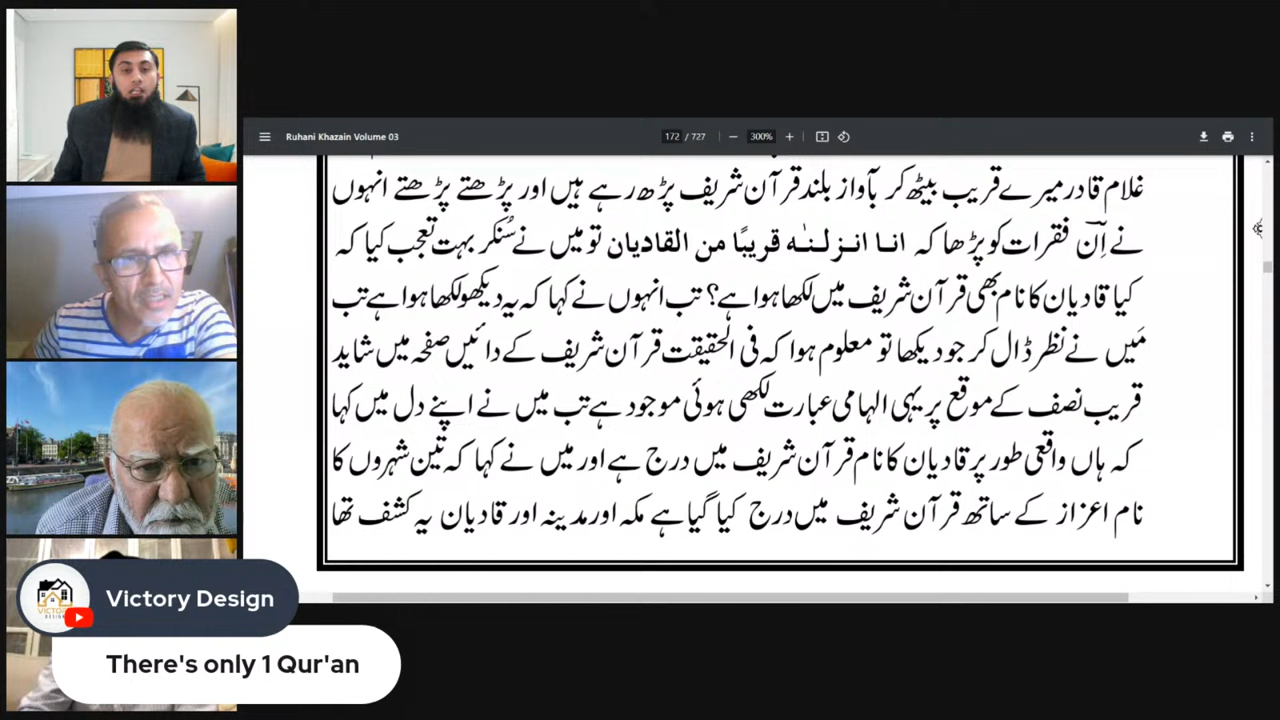 Ruhani Khazain Volume 03
172 / 727
300%
غلام قادر میرے قریب بیٹھ کر بآواز بلند قرآن شریف پڑھ رہے ہیں اور پڑھتے پڑھتے انہوں
نے اِن فقرات کو پڑھا کہ انا انزلنٰہ قریبًا من القادیان تو میں نے سُنکر بہت تعجب کیا کہ
کیا قادیان کا نام بھی قرآن شریف میں لکھا ہوا ہے؟ تب انہوں نے کہا کہ یہ دیکھو لکھا ہوا ہے تب
مَیں نے نظر ڈال کر جو دیکھا تو معلوم ہوا کہ فی الحقیقت قرآن شریف کے دائیں صفحہ میں شاید
قریب نصف کے موقع پر یہی الہامی عبارت لکھی ہوئی موجود ہے تب میں نے اپنے دل میں کہا
کہ ہاں واقعی طور پر قادیان کا نام قرآن شریف میں درج ہے اور میں نے کہا کہ تین شہروں کا
نام اعزاز کے ساتھ قرآن شریف میں درج کیا گیا ہے مکہ اور مدینہ اور قادیان یہ کشف تھا
Victory Design
There's only 1 Qur'an